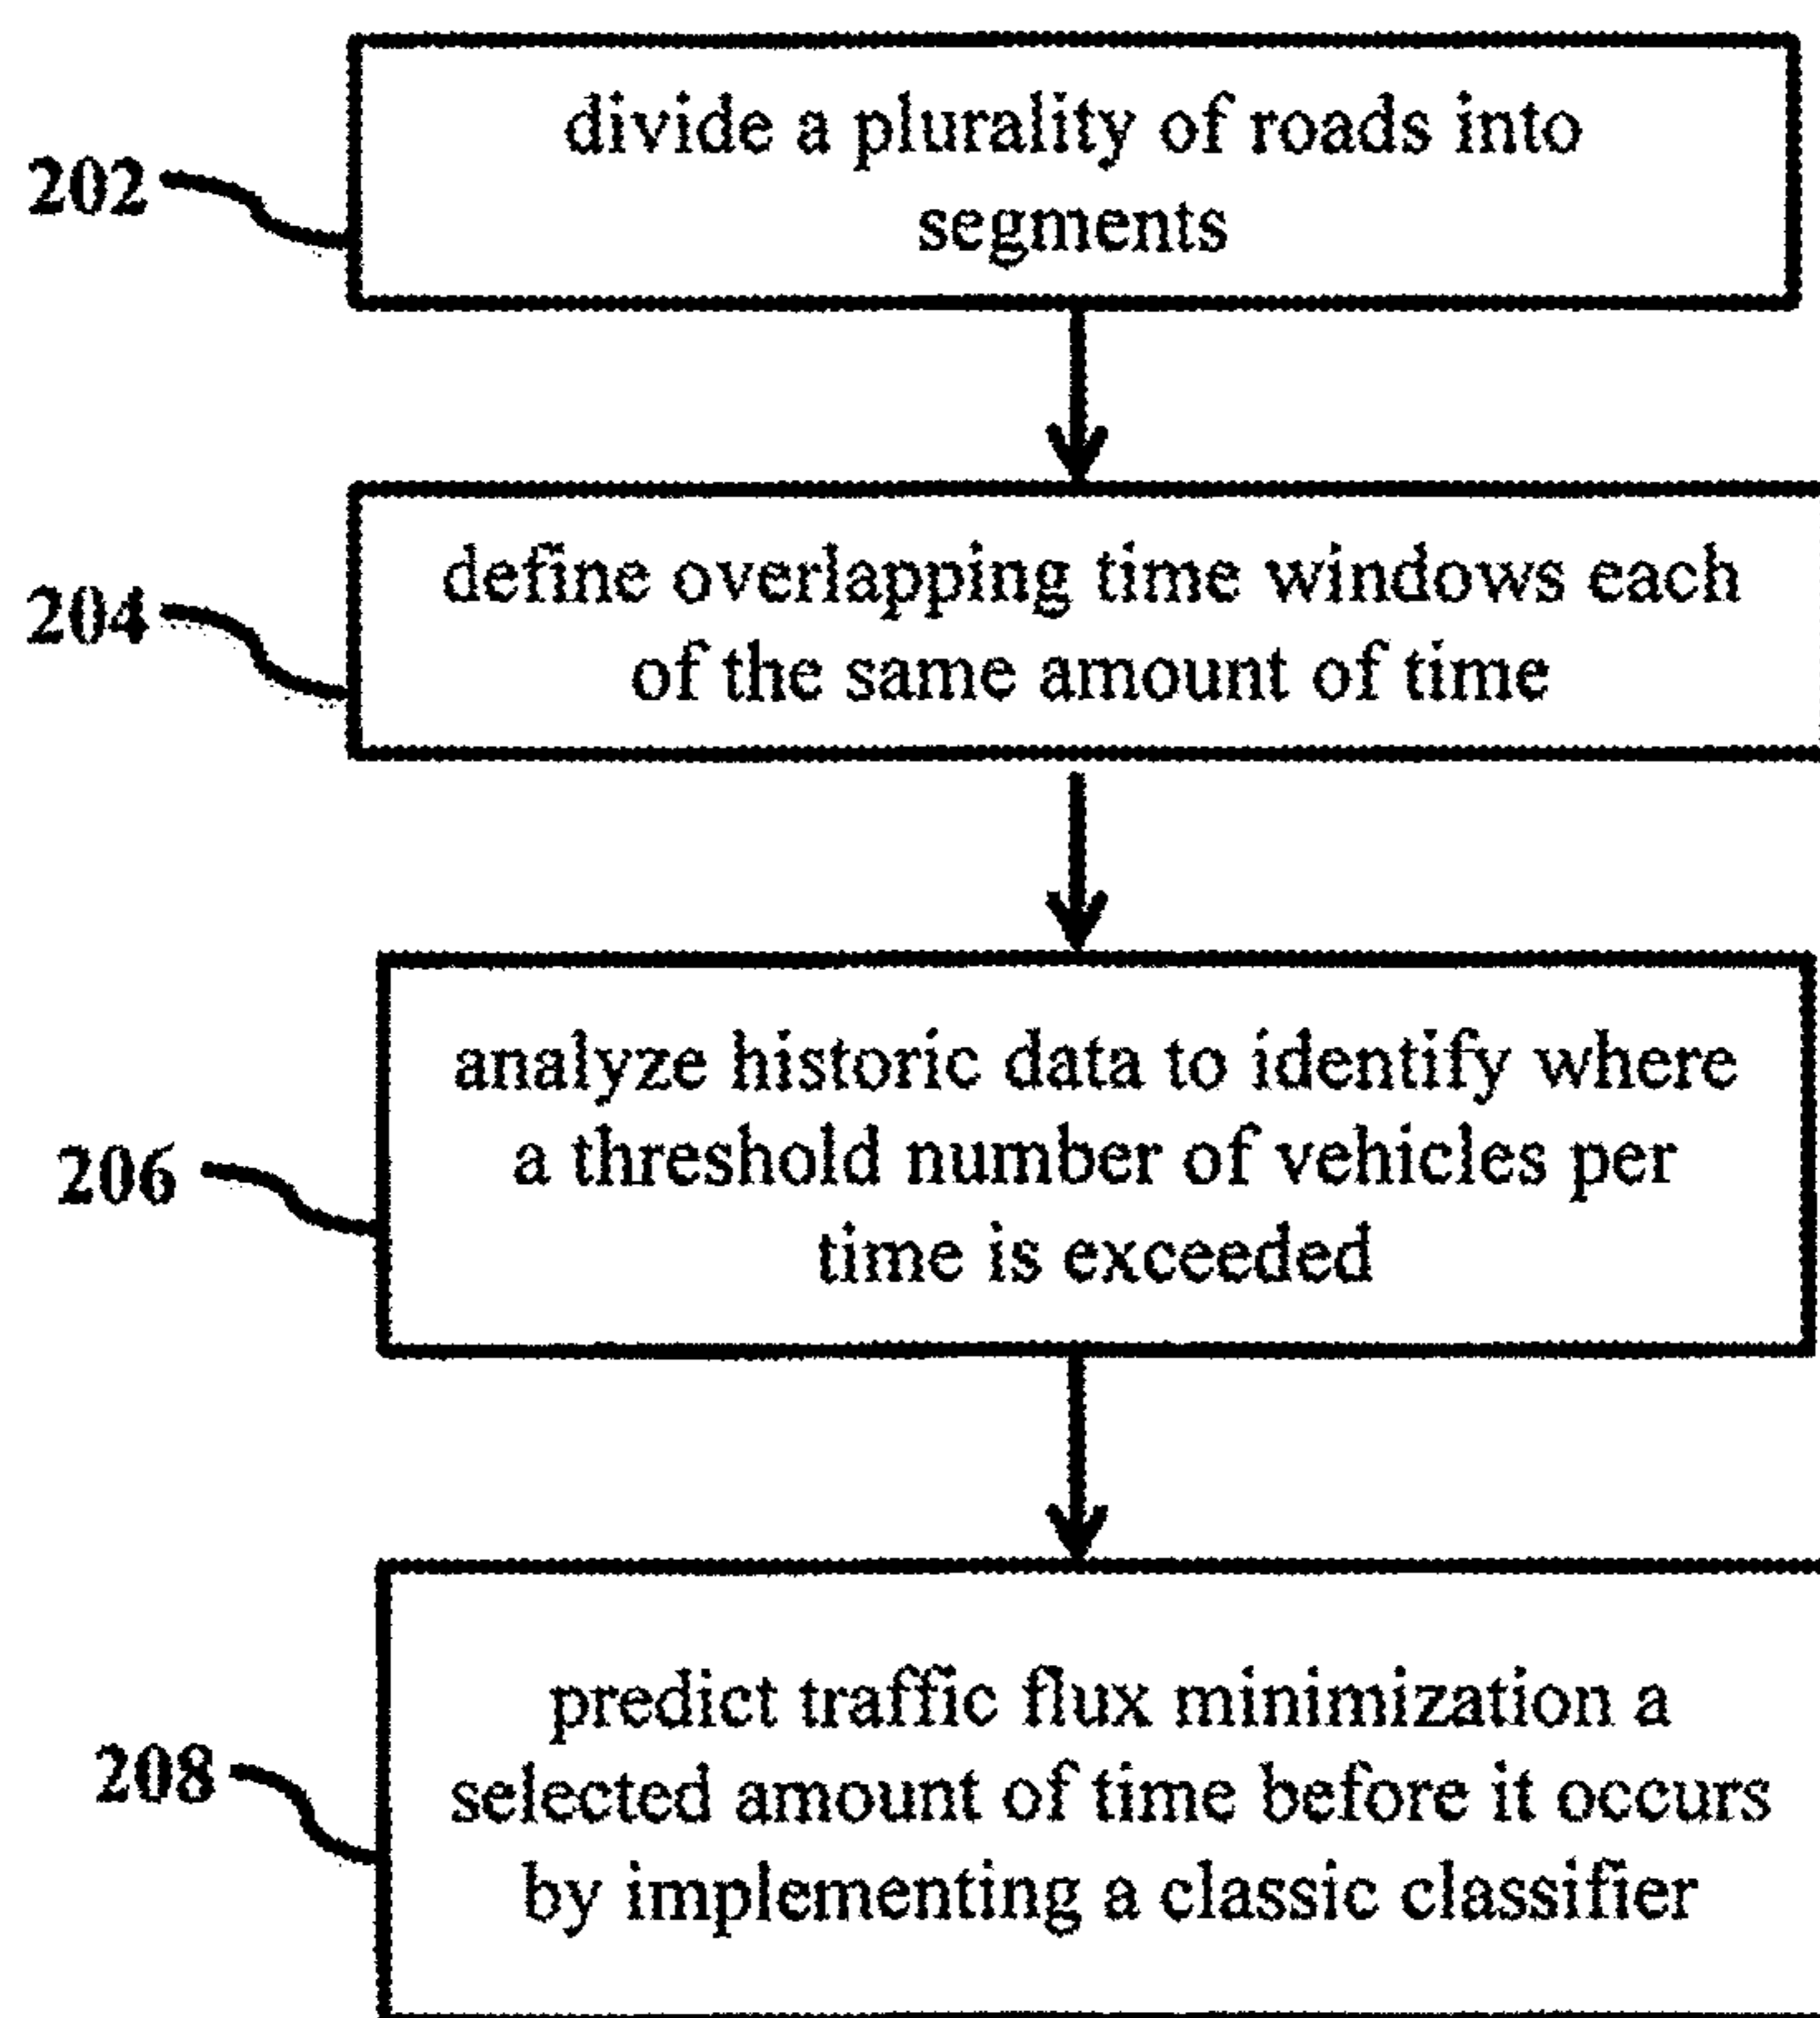 divide a plurality of roads into
segments
202
define overlapping time windows each
of the same amount of time
204
analyze historic data to identify where
a threshold number of vehicles per
time is exceeded
206
predict traffic flux minimization a
selected amount of time before it occurs
by implementing a classic classifier
208